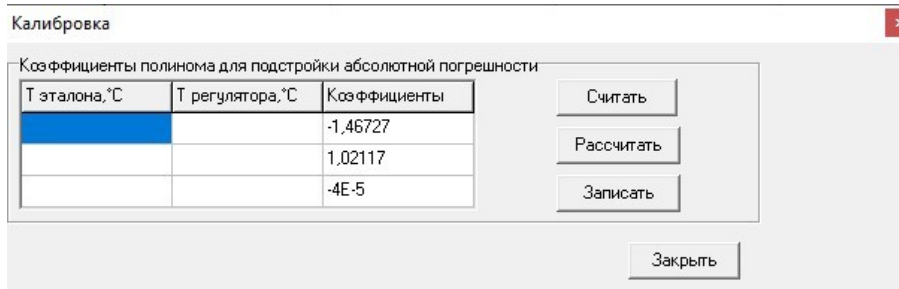 Калибровка
Коэффициенты полинома для подстройки абсолютной погрешности
Т эталона,°C Т регулятора,°C Коэффициенты
-1,46727
1,02117
-4E-5
Считать
Рассчитать
Записать
Закрыть